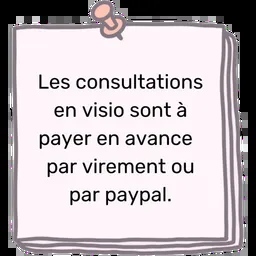 Les consultations
en visio sont à
payer en avance
par virement ou
par paypal.